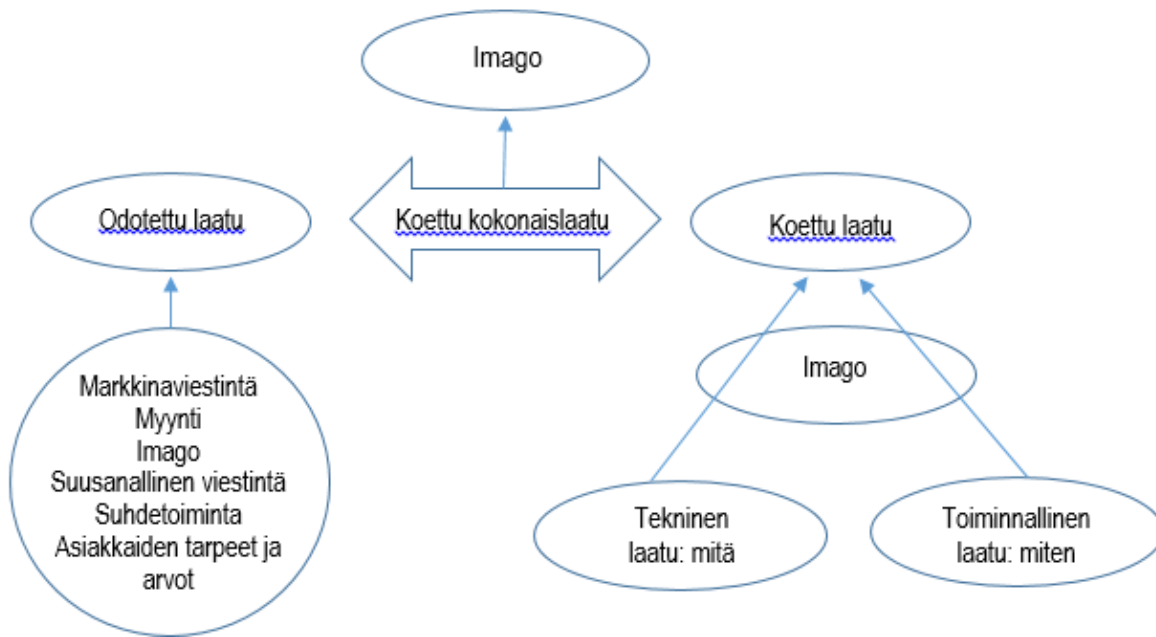 Imago
Odotettu laatu
Koettu kokonaislaatu
Koettu laatu
Imago
Markkinaviestintä
Myynti
Imago
Suusanallinen viestintä
Suhdetoiminta
Asiakkaiden tarpeet ja
arvot
Tekninen
laatu: mitä
Toiminnallinen
laatu: miten